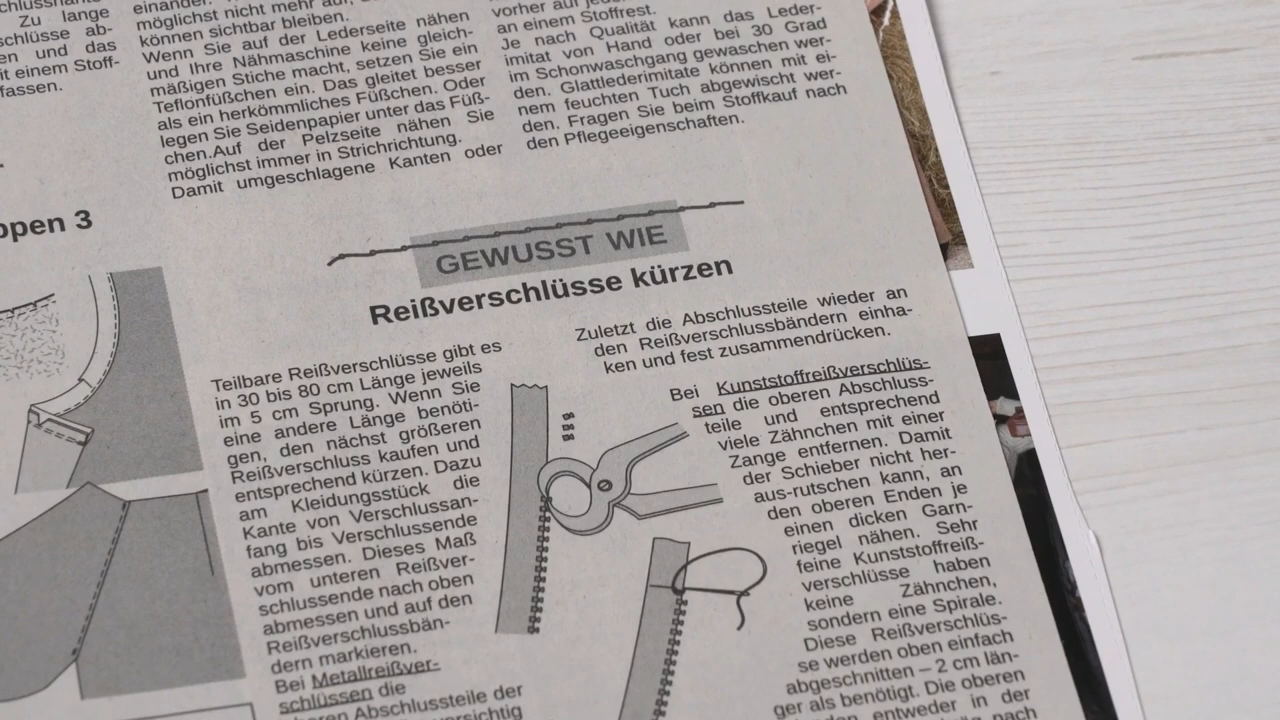 Zu lange
schlüsse ab-
en und das
it einem Stoff-
fassen.
einander.
möglichst nicht mehr auf,
können sichtbar bleiben.
Wenn Sie auf der Lederseite nähen
und Ihre Nähmaschine keine gleich-
mäßigen Stiche macht, setzen Sie ein
Teflonfüßchen ein. Das gleitet besser
als ein herkömmliches Füßchen. Oder
legen Sie Seidenpapier unter das Füß-
chen.Auf der Pelzseite nähen Sie
möglichst immer in Strichrichtung.
Damit umgeschlagene Kanten oder
vorher auf
an einem Stoffrest.
Je nach Qualität kann das Leder-
imitat von Hand oder bei 30 Grad
im Schonwaschgang gewaschen wer-
den. Glattlederimitate können mit ei-
nem feuchten Tuch abgewischt wer-
den. Fragen Sie beim Stoffkauf nach
den Pflegeeigenschaften.
ppen 3
GEWUSST WIE
Reißverschlüsse kürzen
Teilbare Reißverschlüsse gibt es
in 30 bis 80 cm Länge jeweils
im 5 cm Sprung. Wenn Sie
eine andere Länge benöti-
gen, den nächst größeren
Reißverschluss kaufen und
entsprechend kürzen. Dazu
am Kleidungsstück die
Kante von Verschlussan-
fang bis Verschlussende
abmessen. Dieses Maß
vom unteren Reißver-
schlussende nach oben
abmessen und auf den
Reißverschlussbän-
dern markieren.
Bei Metallreißver-
schlüssen die
oberen Abschlussteile der
Zuletzt die Abschlussteile wieder an
den Reißverschlussbändern einha-
ken und fest zusammendrücken.
Bei Kunststoffreißverschlüs-
sen die oberen Abschluss-
teile und entsprechend
viele Zähnchen mit einer
Zange entfernen. Damit
der Schieber nicht her-
aus-rutschen kann, an
den oberen Enden je
einen dicken Garn-
riegel nähen. Sehr
feine Kunststoffreiß-
verschlüsse haben
keine Zähnchen,
sondern eine Spirale.
Diese Reißverschlüs-
se werden oben einfach
abgeschnitten – 2 cm län-
ger als benötigt. Die oberen
entweder in der
nach